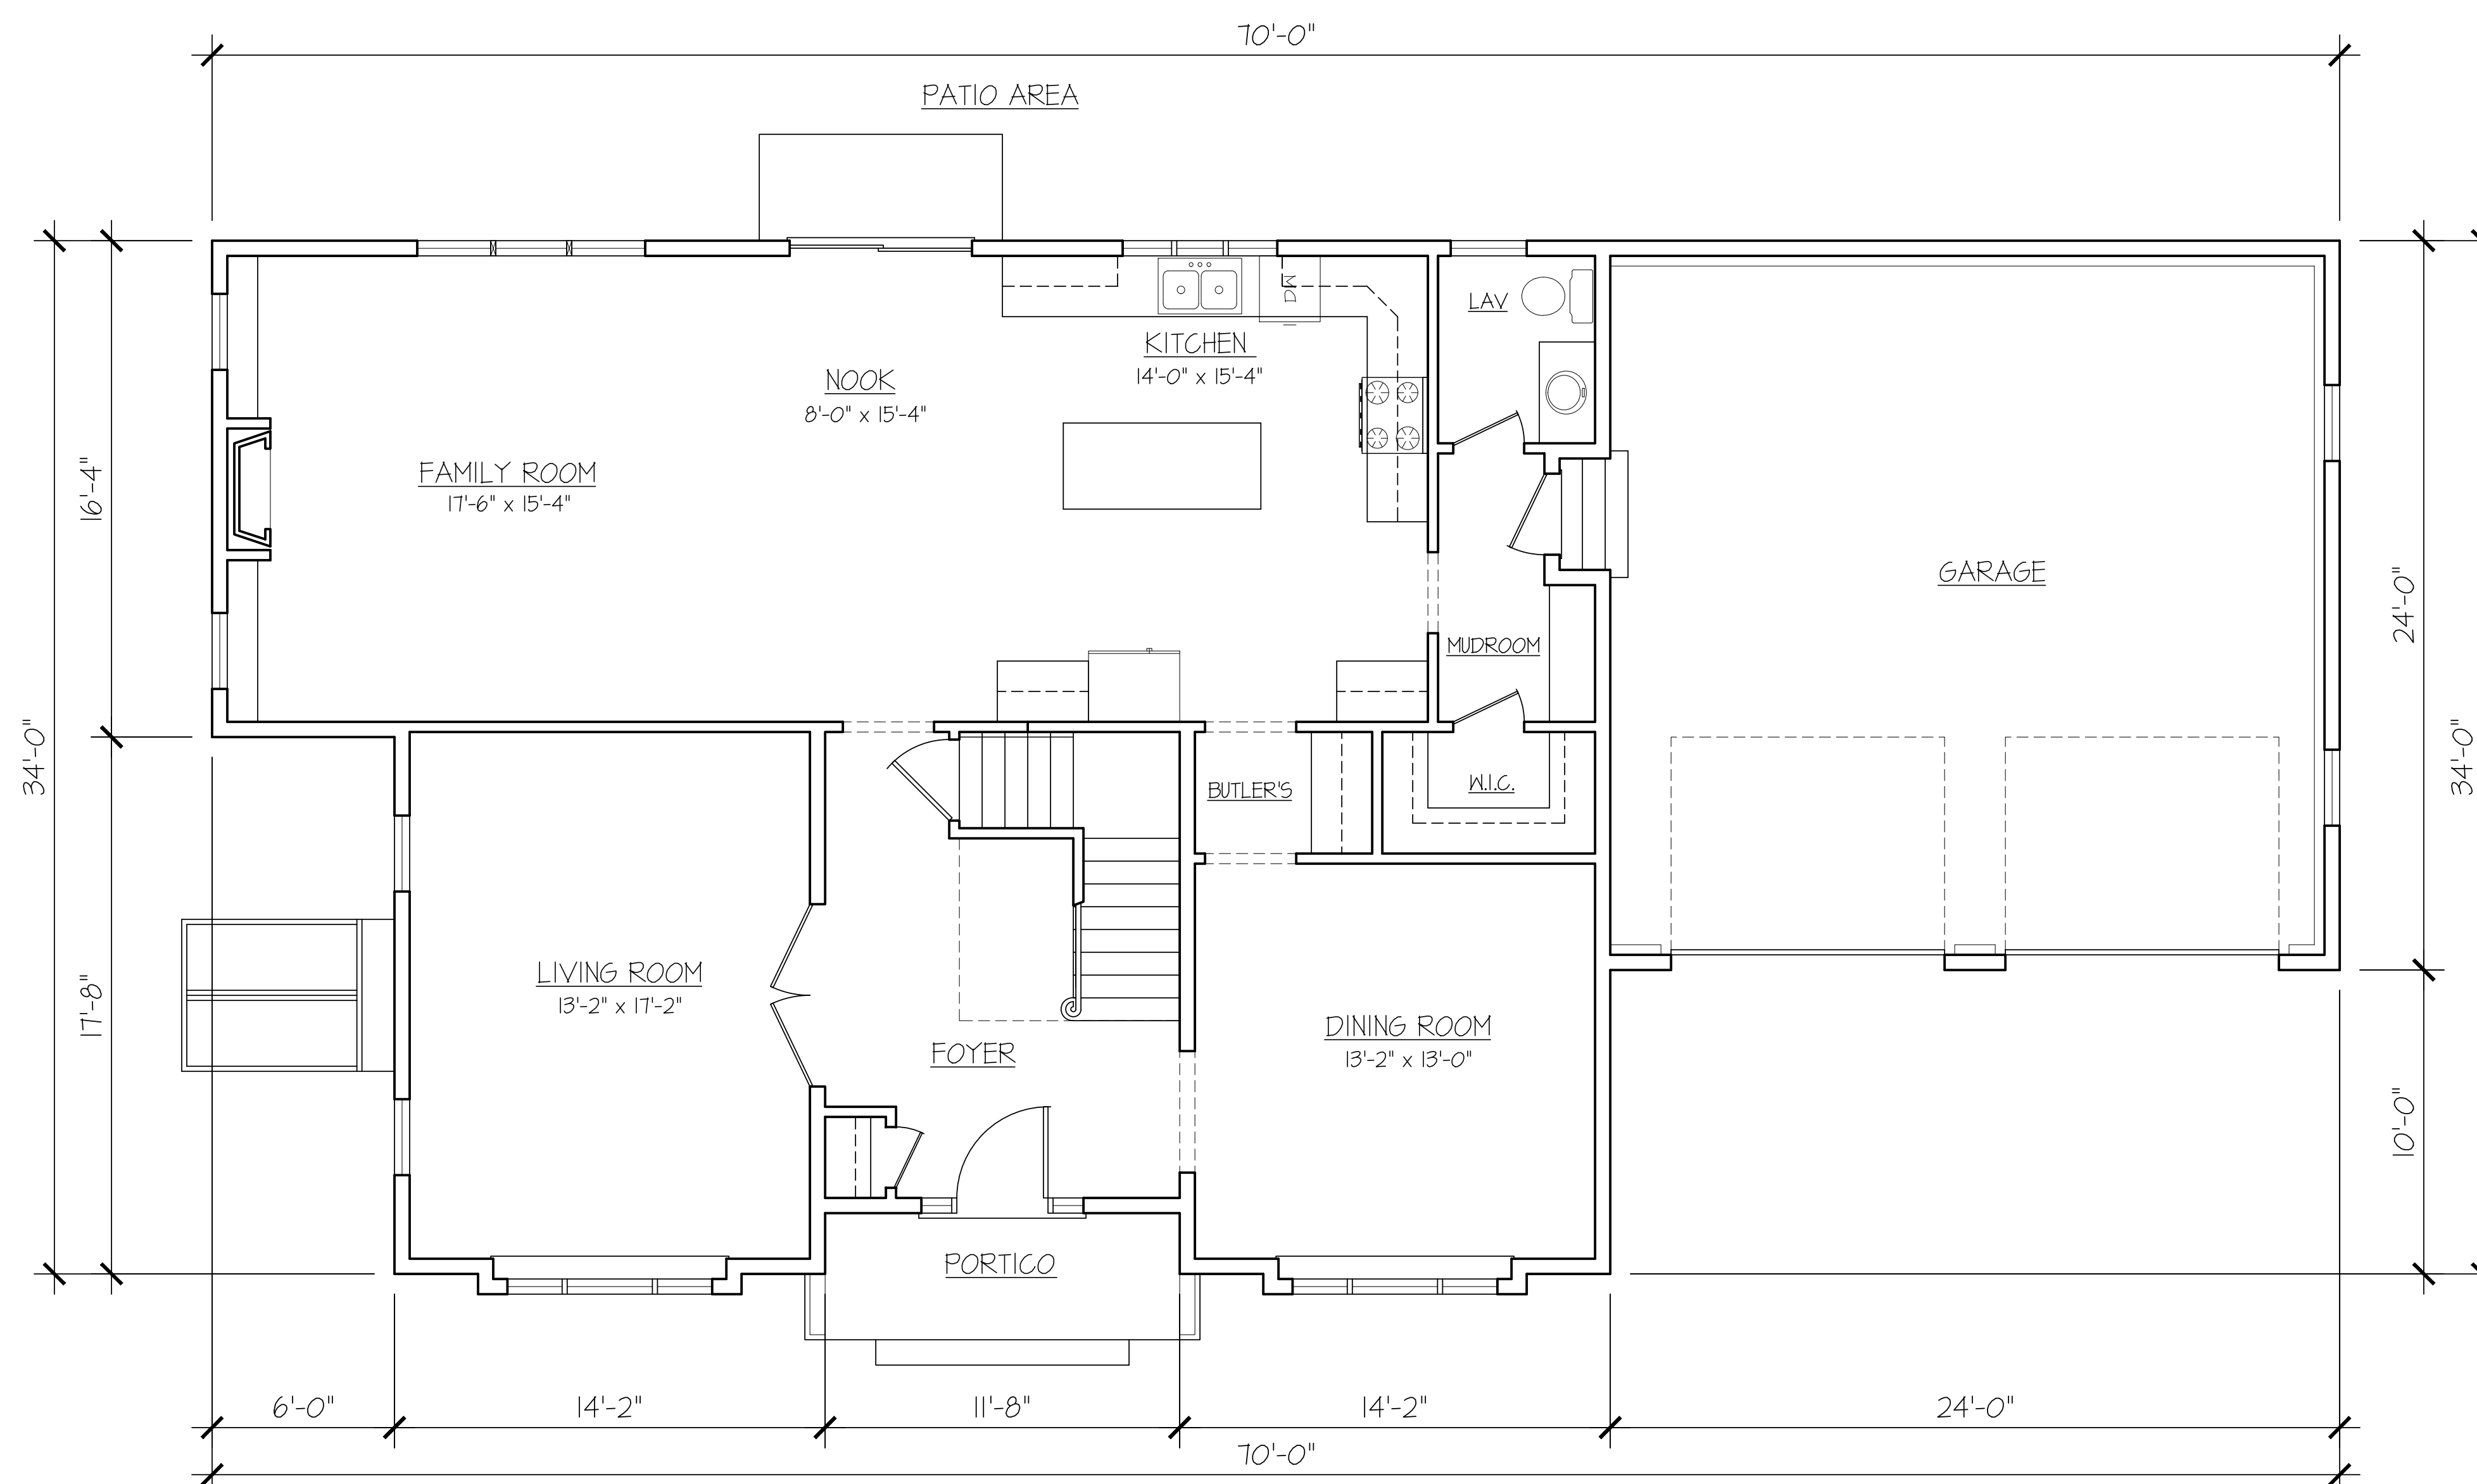 70'-0"
PATIO AREA
LAV
DW
KITCHEN
14'-0" x 15'-4"
NOOK
8'-0" x 15'-4"
FAMILY ROOM
17'-6" x 15'-4"
16'-4"
GARAGE
24'-0"
MUDROOM
34'-0"
34'-0"
BUTLER'S
W.I.C.
LIVING ROOM
13'-2" x 17'-2"
17'-8"
FOYER
DINING ROOM
13'-2" x 13'-0"
10'-0"
PORTICO
6'-0"
14'-2"
11'-8"
14'-2"
24'-0"
70'-0"